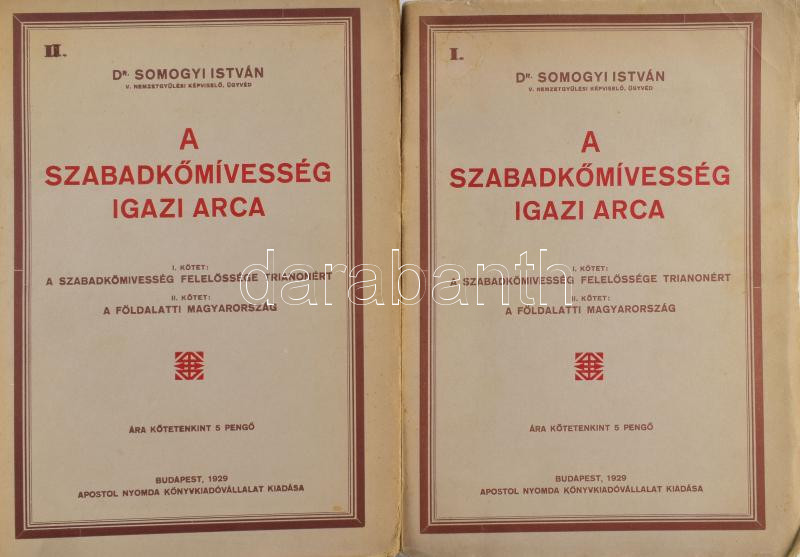 II.
DR. SOMOGYI ISTVÁN
V. NEMZETGYŰLÉSI KÉPVISELŐ, ÜGYVÉD
A
SZABADKŐMÍVESSÉG
IGAZI ARCA
I. KÖTET:
A SZABADKŐMIVESSÉG FELELŐSSÉGE TRIANONÉRT
II. KÖTET:
A FÖLDALATTI MAGYARORSZÁG
ÁRA KÖTETENKINT 5 PENGŐ
BUDAPEST, 1929
APOSTOL NYOMDA KÖNYVKIADÓVÁLLALAT KIADÁSA
I.
DR. SOMOGYI ISTVÁN
V. NEMZETGYŰLÉSI KÉPVISELŐ, ÜGYVÉD
A
SZABADKŐMÍVESSÉG
IGAZI ARCA
I. KÖTET:
A SZABADKŐMIVESSÉG FELELŐSSÉGE TRIANONÉRT
II. KÖTET:
A FÖLDALATTI MAGYARORSZÁG
ÁRA KÖTETENKINT 5 PENGŐ
BUDAPEST, 1929
APOSTOL NYOMDA KÖNYVKIADÓVÁLLALAT KIADÁSA
darabanth